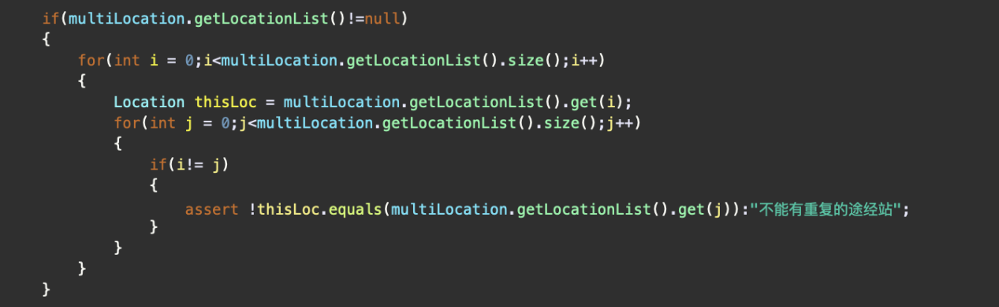 if(multiLocation.getLocationList()!=null)
{
for(int i = 0;i<multiLocation.getLocationList().size();i++)
{
Location thisLoc = multiLocation.getLocationList().get(i);
for(int j = 0;j<multiLocation.getLocationList().size();j++)
{
if(i!= j)
{
assert !thisLoc.equals(multiLocation.getLocationList().get(j)):"不能有重复的途经站";
}
}
}
}